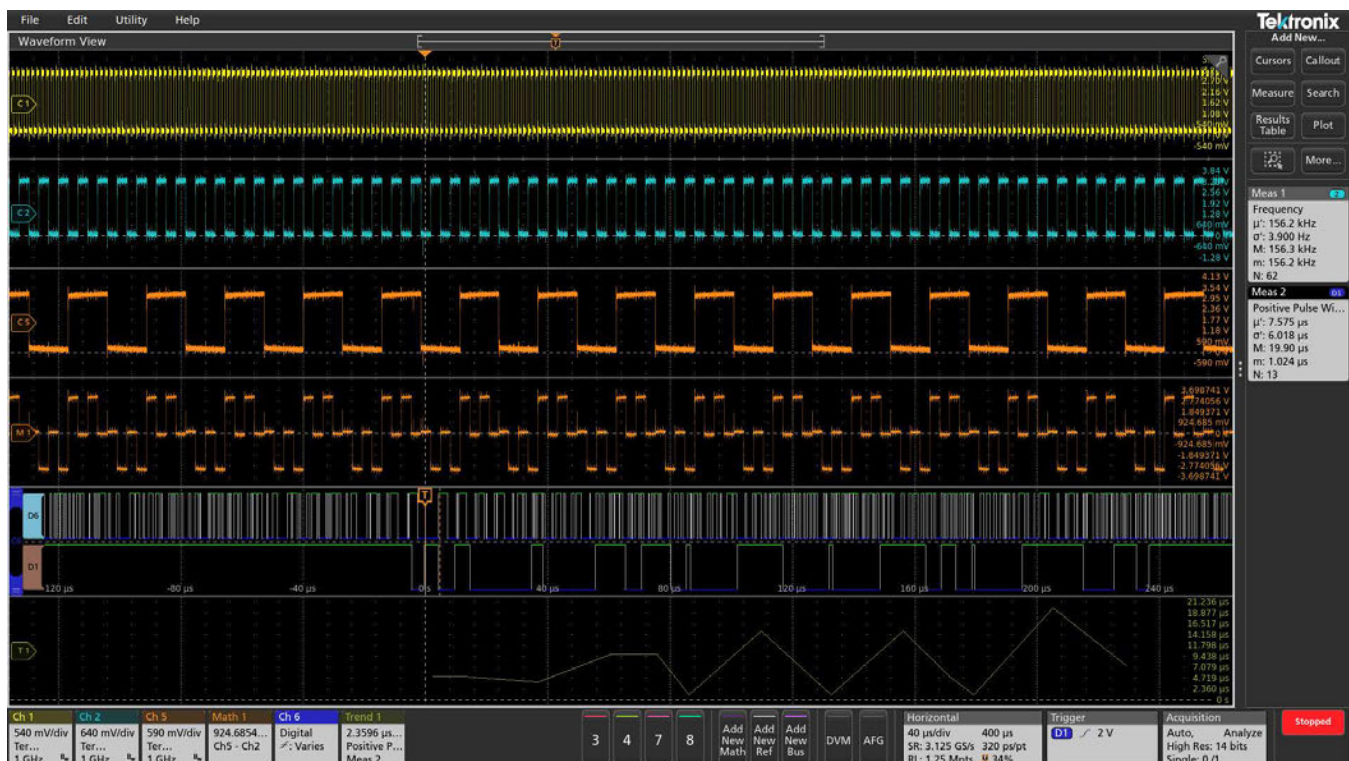 File Edit Utility Help
Tektronix
Waveform View
Add New...
Cursors Callout
Measure Search
Results Table Plot
More...
C1
2.70 V
2.16 V
1.62 V
1.08 V
-540 mV
C2
3.84 V
2.56 V
1.92 V
1.28 V
640 mV
-640 mV
-1.28 V
C5
4.13 V
3.54 V
2.95 V
2.36 V
1.77 V
1.18 V
590 mV
-590 mV
M1
3.698741 V
2.774056 V
1.849371 V
924.685 mV
-924.685 mV
-1.849371 V
-2.774056 V
-3.698741 V
T
D6
D1
-120 µs -80 µs -40 µs 0 s 40 µs 80 µs 120 µs 160 µs 200 µs 240 µs
T1
21.236 µs
18.877 µs
16.517 µs
14.158 µs
11.798 µs
9.438 µs
7.079 µs
4.719 µs
2.360 µs
0 s
Meas 1 2
Frequency
µ': 156.2 kHz
σ': 3.900 Hz
M: 156.3 kHz
m: 156.2 kHz
N: 62
Meas 2 D1
Positive Pulse Wi...
µ': 7.575 µs
σ': 6.018 µs
M: 19.90 µs
m: 1.024 µs
N: 13
Ch 1
540 mV/div
Ter...
1 GHz
Ch 2
640 mV/div
Ter...
1 GHz
Ch 5
590 mV/div
Ter...
1 GHz
Math 1
924.6854...
Ch5 - Ch2
Ch 6
Digital
: Varies
Trend 1
2.3596 µs...
Positive P...
Meas 2
3 4 7 8
Add New Math
Add New Ref
Add New Bus
DVM AFG
Horizontal
40 µs/div 400 µs
SR: 3.125 GS/s 320 ps/pt
RL: 1.25 Mpts 34%
Trigger
D1 2 V
Acquisition
Auto, Analyze
High Res: 14 bits
Single: 0/1
Stopped